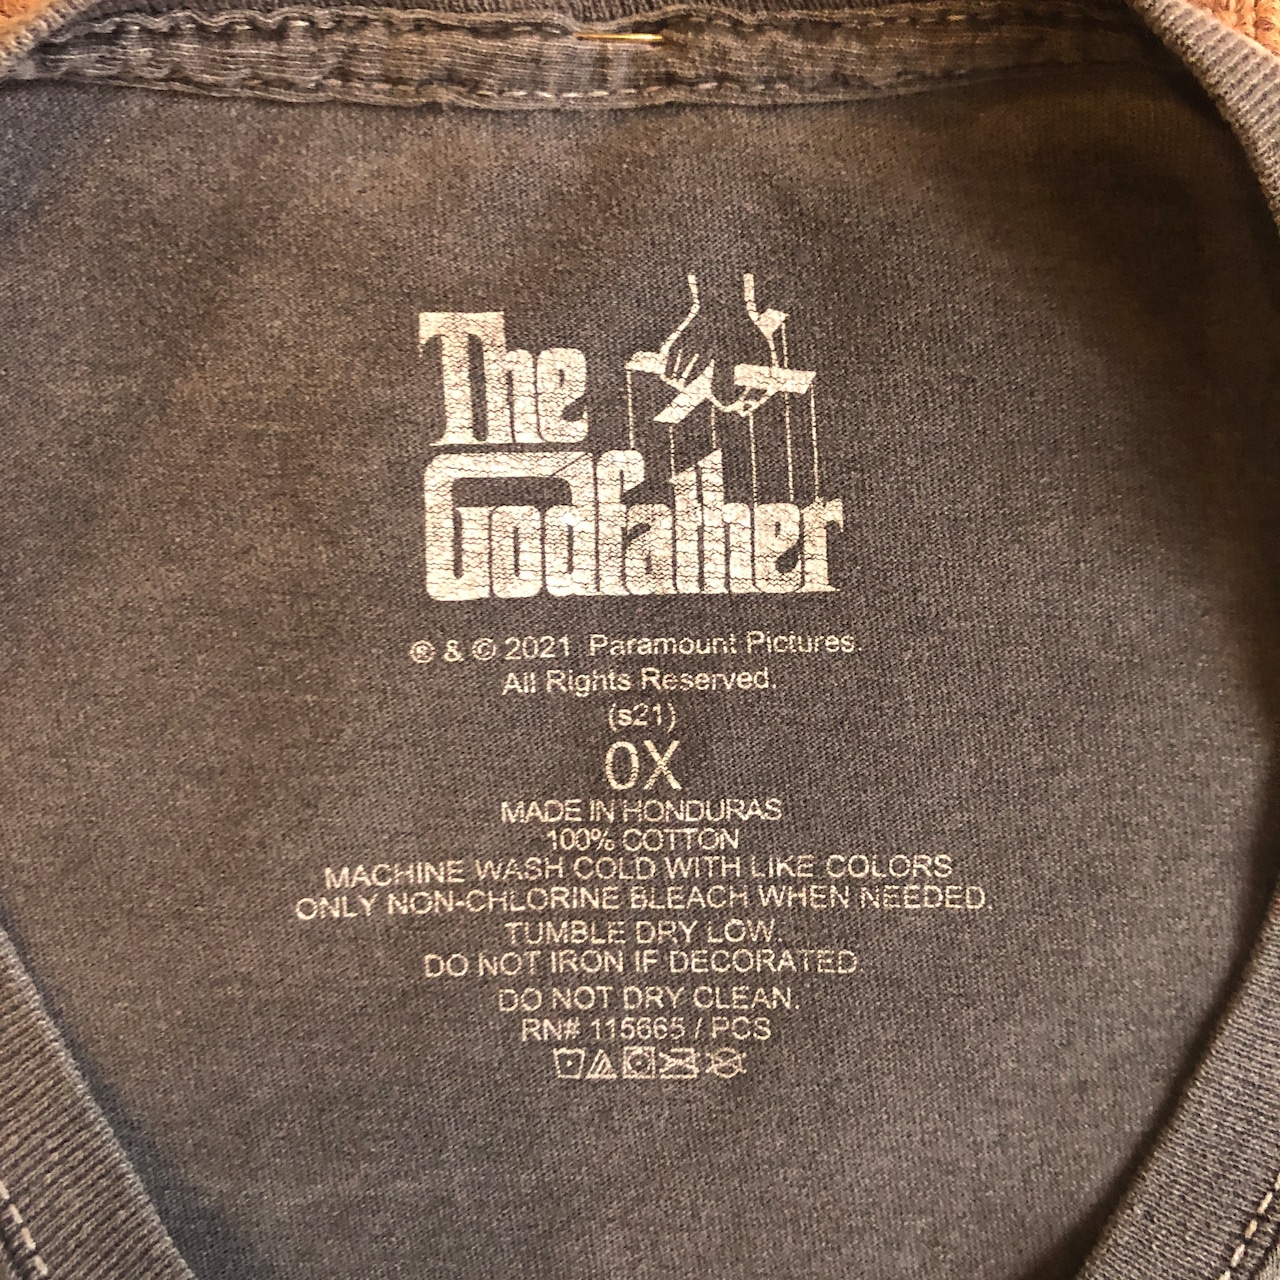 The
Godfather
® & © 2021 Paramount Pictures.
All Rights Reserved.
(s21)
0X
MADE IN HONDURAS
100% COTTON
MACHINE WASH COLD WITH LIKE COLORS
ONLY NON-CHLORINE BLEACH WHEN NEEDED.
TUMBLE DRY LOW.
DO NOT IRON IF DECORATED
DO NOT DRY CLEAN.
RN# 115665 / PCS